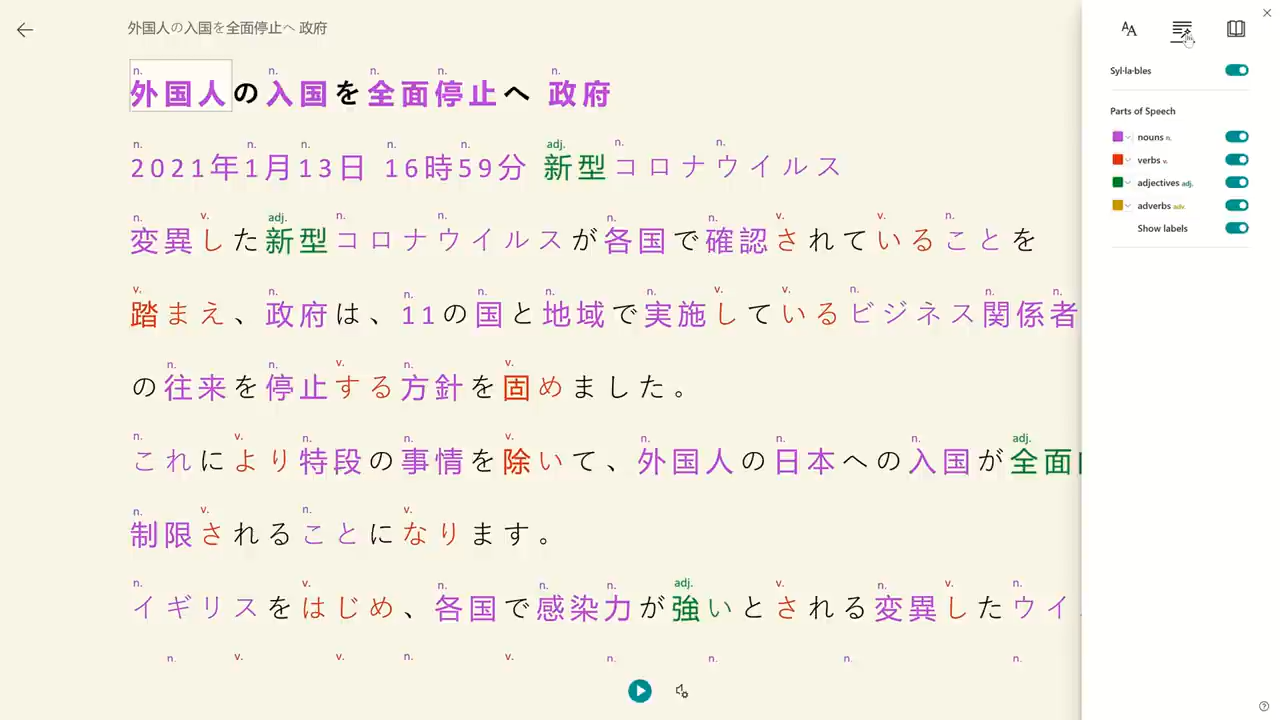 外国人の入国を全面停止へ 政府
n. n. n. n. n.
外国人の入国を全面停止へ 政府
n. n. n. n. n. adj. n. n.
2021年1月13日 16時59分 新型コロナウイルス
n. v. adj. n. n. n. n. v. v. n.
変異した新型コロナウイルスが各国で確認されていることを
v. n. n. n. n. n. v. v. n. n. n.
踏まえ、政府は、11の国と地域で実施しているビジネス関係者
n. n. v. n. v.
の往来を停止する方針を固めました。
n. v. n. n. v. n. n. n. adj.
これにより特段の事情を除いて、外国人の日本への入国が全面
n. v. n. v.
制限されることになります。
n. v. n. n. n. adj. v. n. v. n.
イギリスをはじめ、各国で感染力が強いとされる変異したウイ
n. v. v. n. v. n. n. n. n.
Syl·la·bles
Parts of Speech
nouns n.
verbs v.
adjectives adj.
adverbs adv.
Show labels